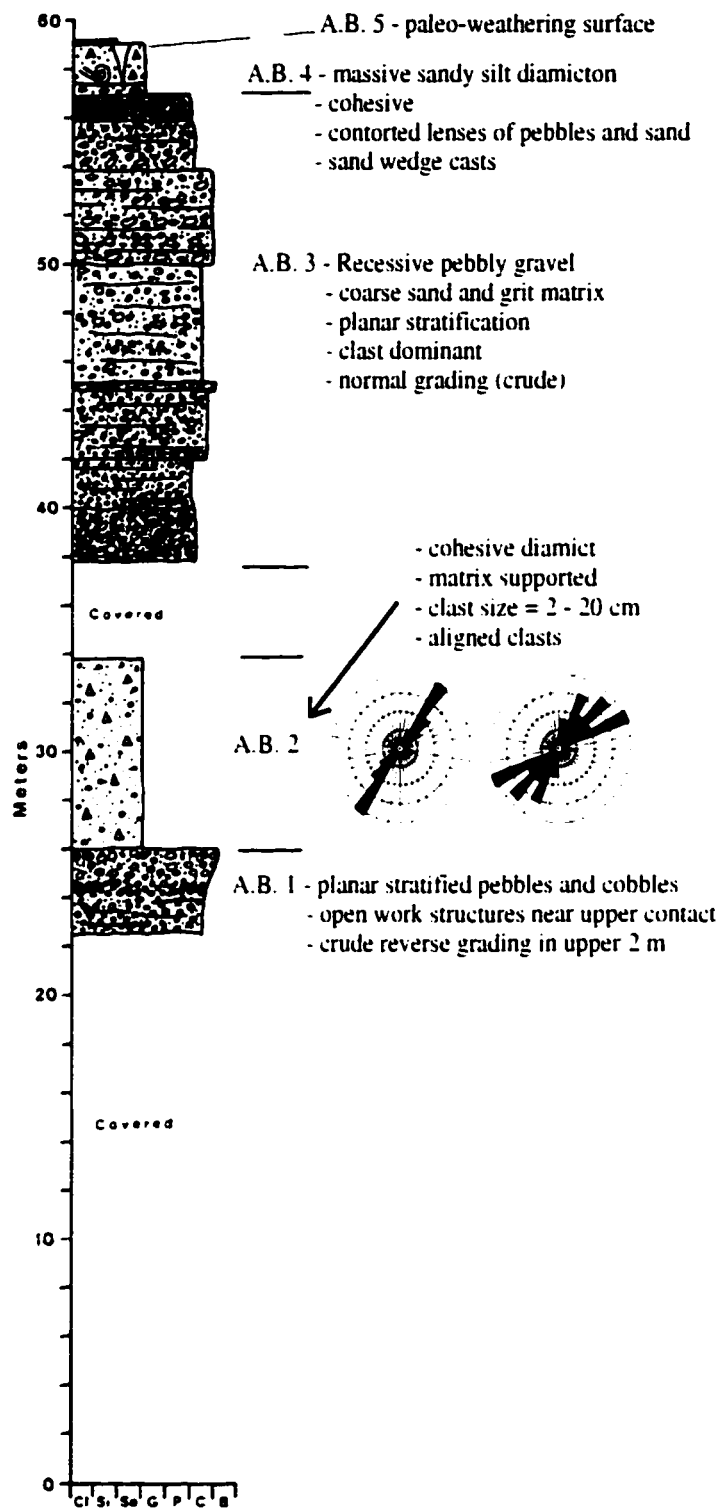 60
A.B. 5 - paleo-weathering surface
A.B. 4 - massive sandy silt diamicton
- cohesive
- contorted lenses of pebbles and sand
- sand wedge casts
50
A.B. 3 - Recessive pebbly gravel
- coarse sand and grit matrix
- planar stratification
- clast dominant
- normal grading (crude)
40
- cohesive diamict
- matrix supported
- clast size = 2 - 20 cm
- aligned clasts
Covered
A.B. 2
30
Meters
A.B. 1 - planar stratified pebbles and cobbles
- open work structures near upper contact
- crude reverse grading in upper 2 m
20
Covered
10
0
Cl Si Sa G P C B